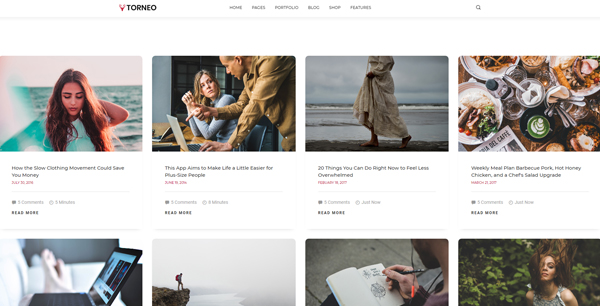 TORNEO
HOME PAGES PORTFOLIO BLOG SHOP FEATURES
How the Slow Clothing Movement Could Save
You Money
JULY 30, 2016
5 Comments 5 Minutes
READ MORE
This App Aims to Make Life a Little Easier for
Plus-Size People
JUNE 19, 2016
5 Comments 8 Minutes
READ MORE
20 Things You Can Do Right Now to Feel Less
Overwhelmed
FEBRUARY 18, 2017
5 Comments Just Now
READ MORE
Weekly Meal Plan Barbecue Pork, Hot Honey
Chicken, and a Chef's Salad Upgrade
MARCH 21, 2017
5 Comments Just Now
READ MORE